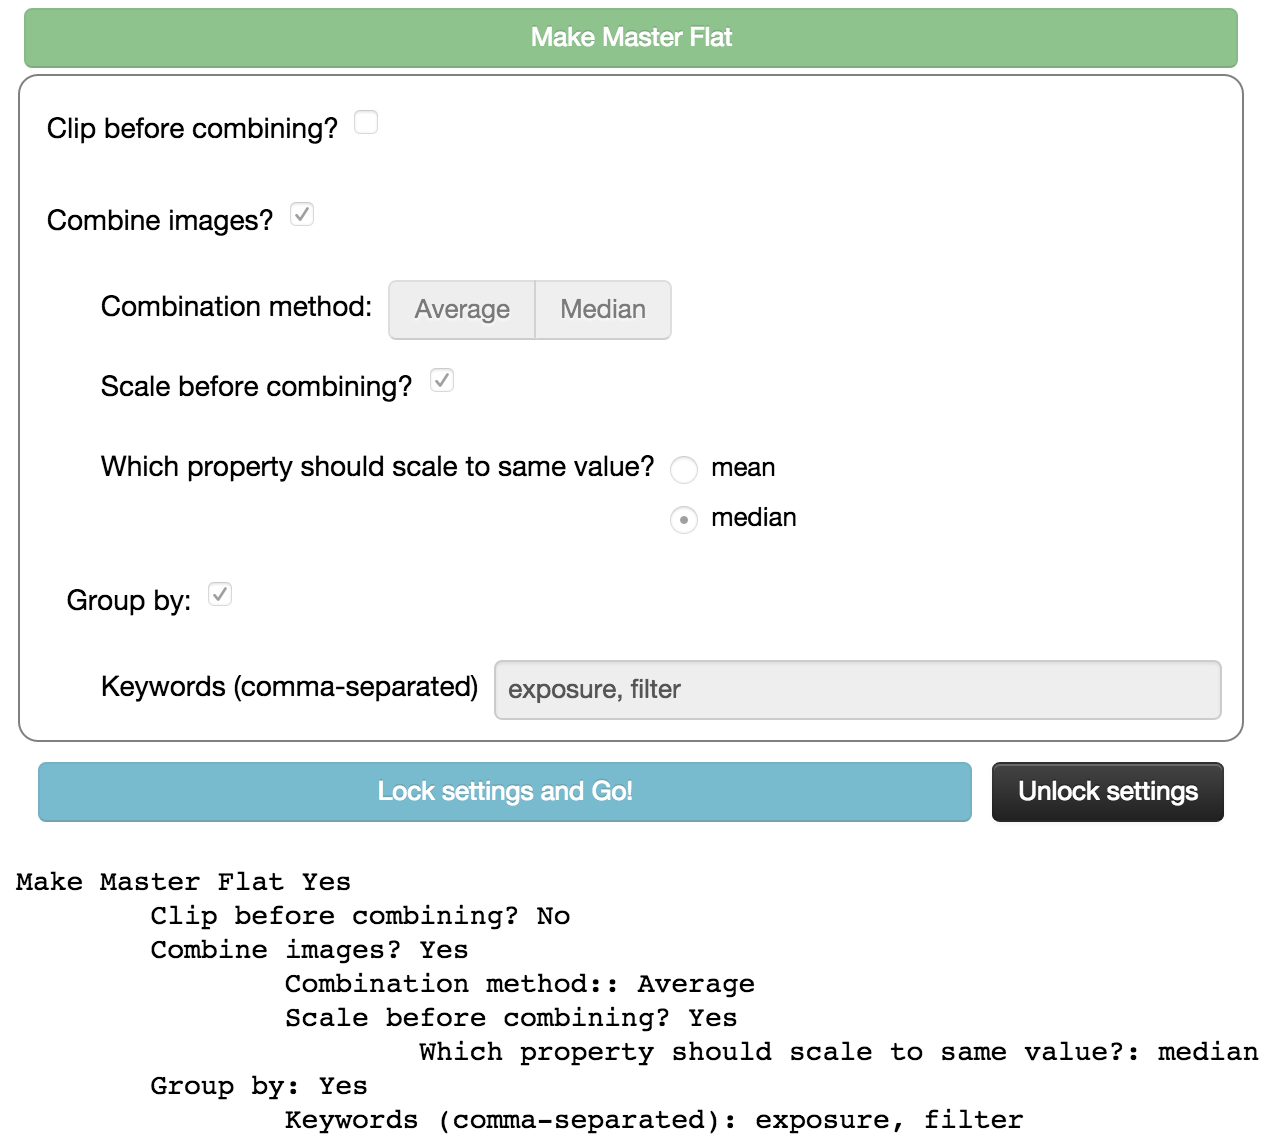 Make Master Flat
Clip before combining?
Combine images?
Combination method: Average Median
Scale before combining?
Which property should scale to same value? mean
median
Group by:
Keywords (comma-separated) exposure, filter
Lock settings and Go! Unlock settings
Make Master Flat Yes
Clip before combining? No
Combine images? Yes
Combination method:: Average
Scale before combining? Yes
Which property should scale to same value?: median
Group by: Yes
Keywords (comma-separated): exposure, filter